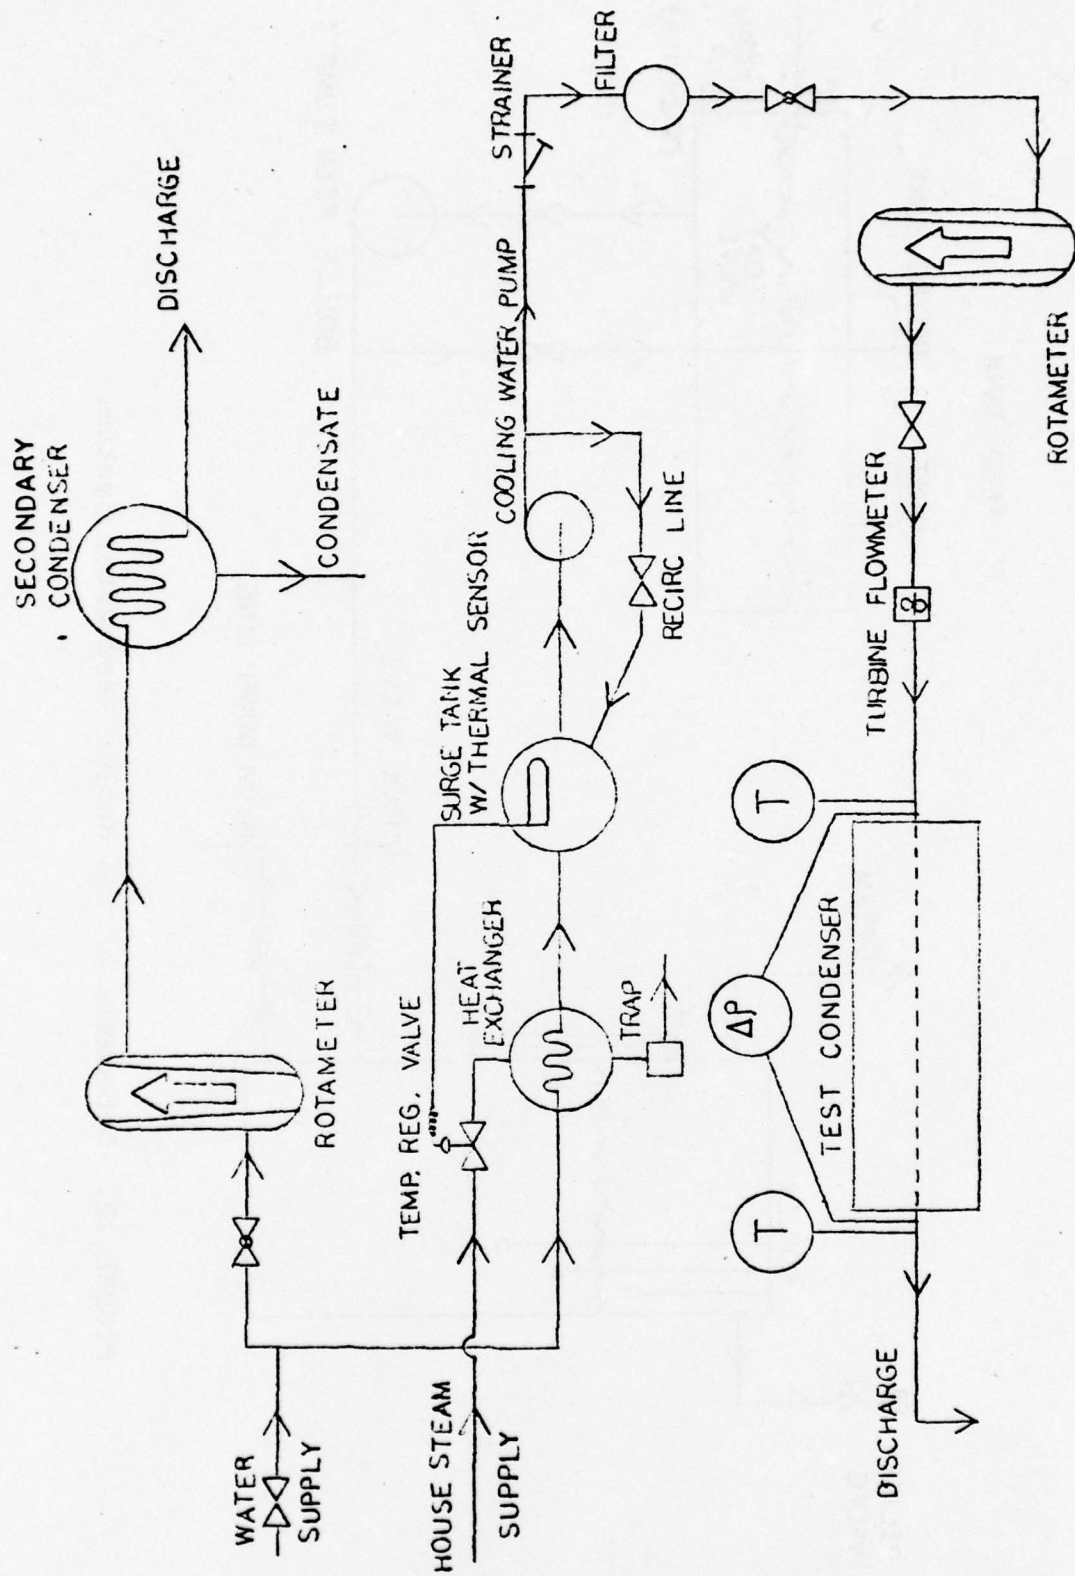 SECONDARY
CONDENSER
DISCHARGE
CONDENSATE
ROTAMETER
WATER
SUPPLY
HOUSE STEAM
SUPPLY
TEMP. REG. VALVE
HEAT
EXCHANGER
TRAP
SURGE TANK
W/ THERMAL SENSOR
COOLING WATER PUMP
RECIRC LINE
STRAINER
FILTER
ROTAMETER
TURBINE FLOWMETER
T
ΔP
T
TEST CONDENSER
DISCHARGE